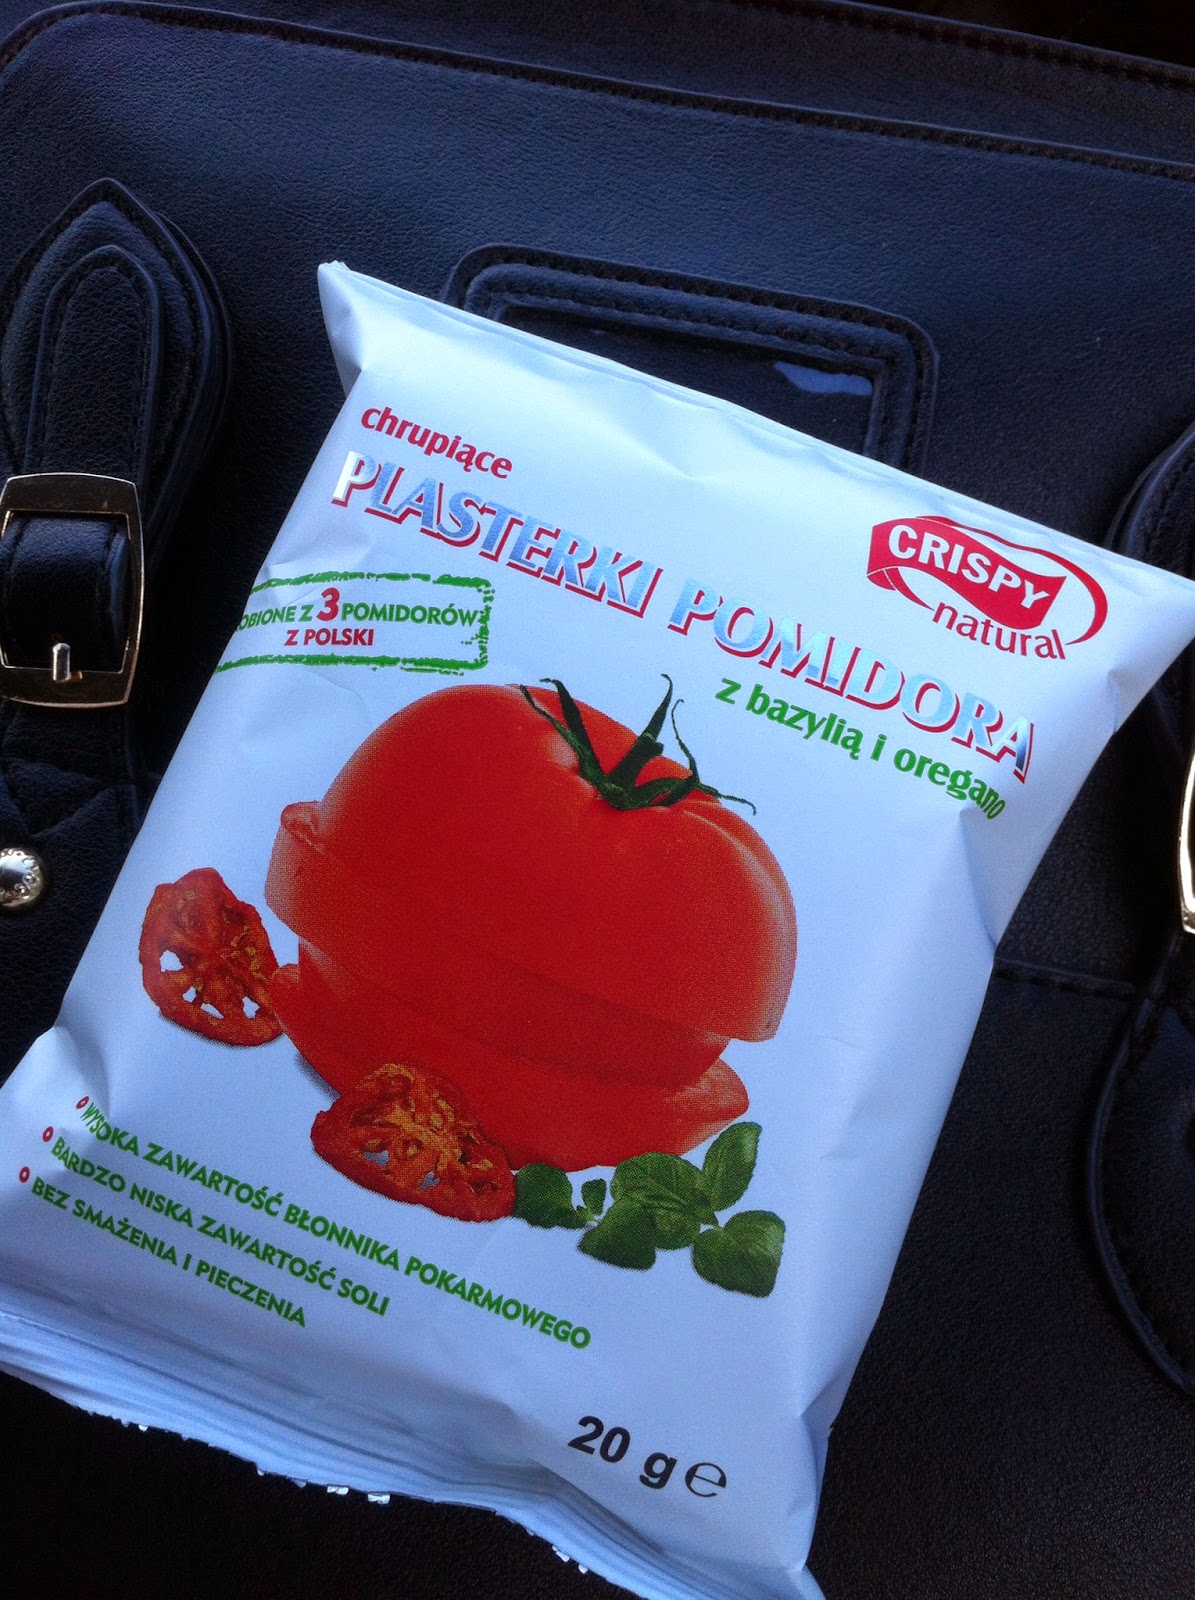 chrupiące
PLASTERKI POMIDORA
z bazylią i oregano
CRISPY
natural
OBIONE Z 3 POMIDORÓW
Z POLSKI
WYSOKA ZAWARTOŚĆ BŁONNIKA POKARMOWEGO
BARDZO NISKA ZAWARTOŚĆ SOLI
BEZ SMAŻENIA I PIECZENIA
20 g ℮